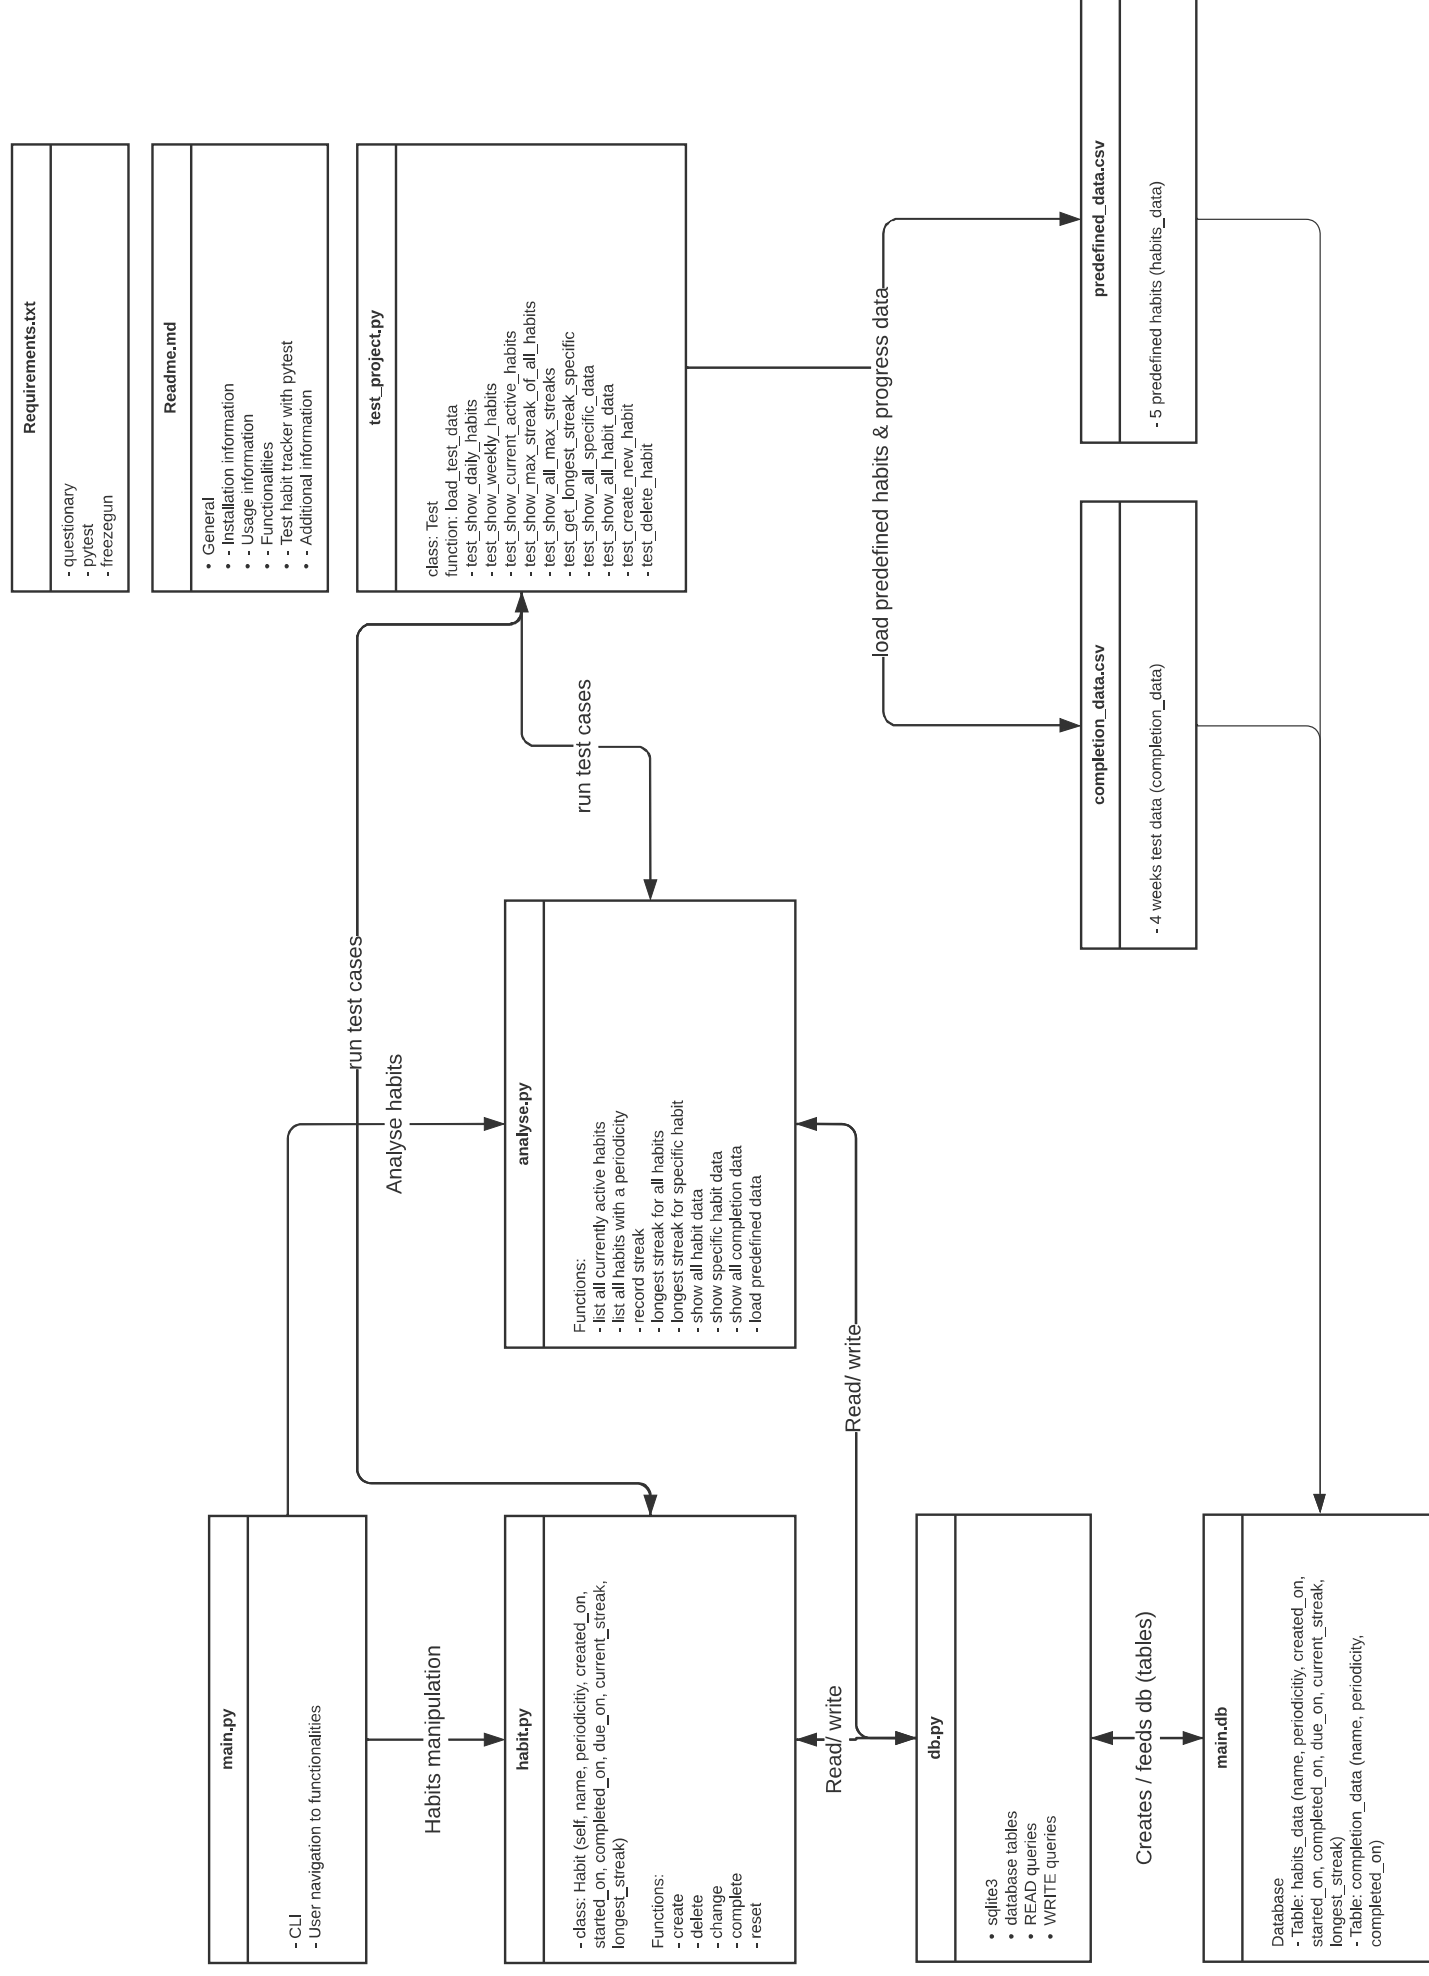 Requirements.txt
- questionary
- pytest
- freezegun
Readme.md
• General
• - Installation information
• - Usage information
• - Functionalities
• - Test habit tracker with pytest
• - Additional information
main.py
- CLI
- User navigation to functionalities
run test cases
Analyse habits
Habits manipulation
test_project.py
class: Test
function: load_test_data
- test_show_daily_habits
- test_show_weekly_habits
- test_show_current_active_habits
- test_show_max_streak_of_all_habits
- test_show_all_max_streaks
- test_get_longest_streak_specific
- test_show_all_specific_data
- test_show_all_habit_data
- test_create_new_habit
- test_delete_habit
habit.py
- class: Habit (self, name, periodicitiy, created_on,
started_on, completed_on, due_on, current_streak,
longest_streak)
Functions:
- create
- delete
- change
- complete
- reset
analyse.py
Functions:
- list all currently active habits
- list all habits with a periodicity
- record streak
- longest streak for all habits
- longest streak for specific habit
- show all habit data
- show specific habit data
- show all completion data
- load predefined data
run test cases
Read/ write
Read/ write
load predefined habits & progress data
db.py
• sqlite3
• database tables
• READ queries
• WRITE queries
completion_data.csv
- 4 weeks test data (completion_data)
predefined_data.csv
- 5 predefined habits (habits_data)
Creates / feeds db (tables)
main.db
Database
- Table: habits_data (name, periodicitiy, created_on,
started_on, completed_on, due_on, current_streak,
longest_streak)
- Table: completion_data (name, periodicity,
completed_on)